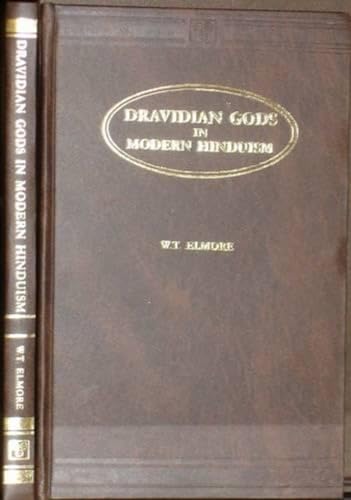 DRAVIDIAN GODS IN MODERN HINDUISM
W.T. ELMORE
DRAVIDIAN GODS
IN
MODERN HINDUISM
W.T. ELMORE